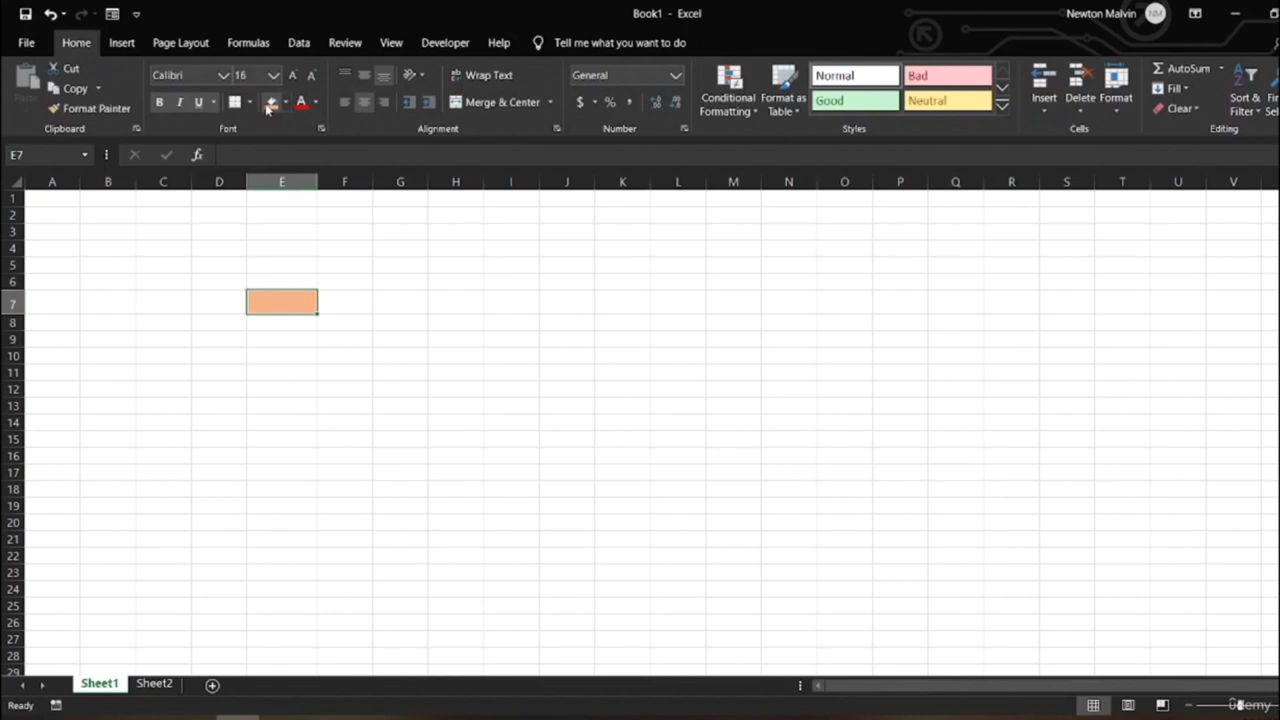 Book1 - Excel
Newton Malvin
NM
File Home Insert Page Layout Formulas Data Review View Developer Help Tell me what you want to do
Cut
Copy
Format Painter
Clipboard
Calibri 16
B I U
A
Font
Wrap Text
Merge & Center
Alignment
General
$ % ,
Number
Conditional Formatting
Format as Table
Normal Bad
Good Neutral
Styles
Insert Delete Format
Cells
AutoSum
Fill
Clear
Sort &
Filter
Editing
E7
fx
A B C D E F G H I J K L M N O P Q R S T U V
1
2
3
4
5
6
7
8
9
10
11
12
13
14
15
16
17
18
19
20
21
22
23
24
25
26
27
28
29
Sheet1 Sheet2
Ready
ûdemy